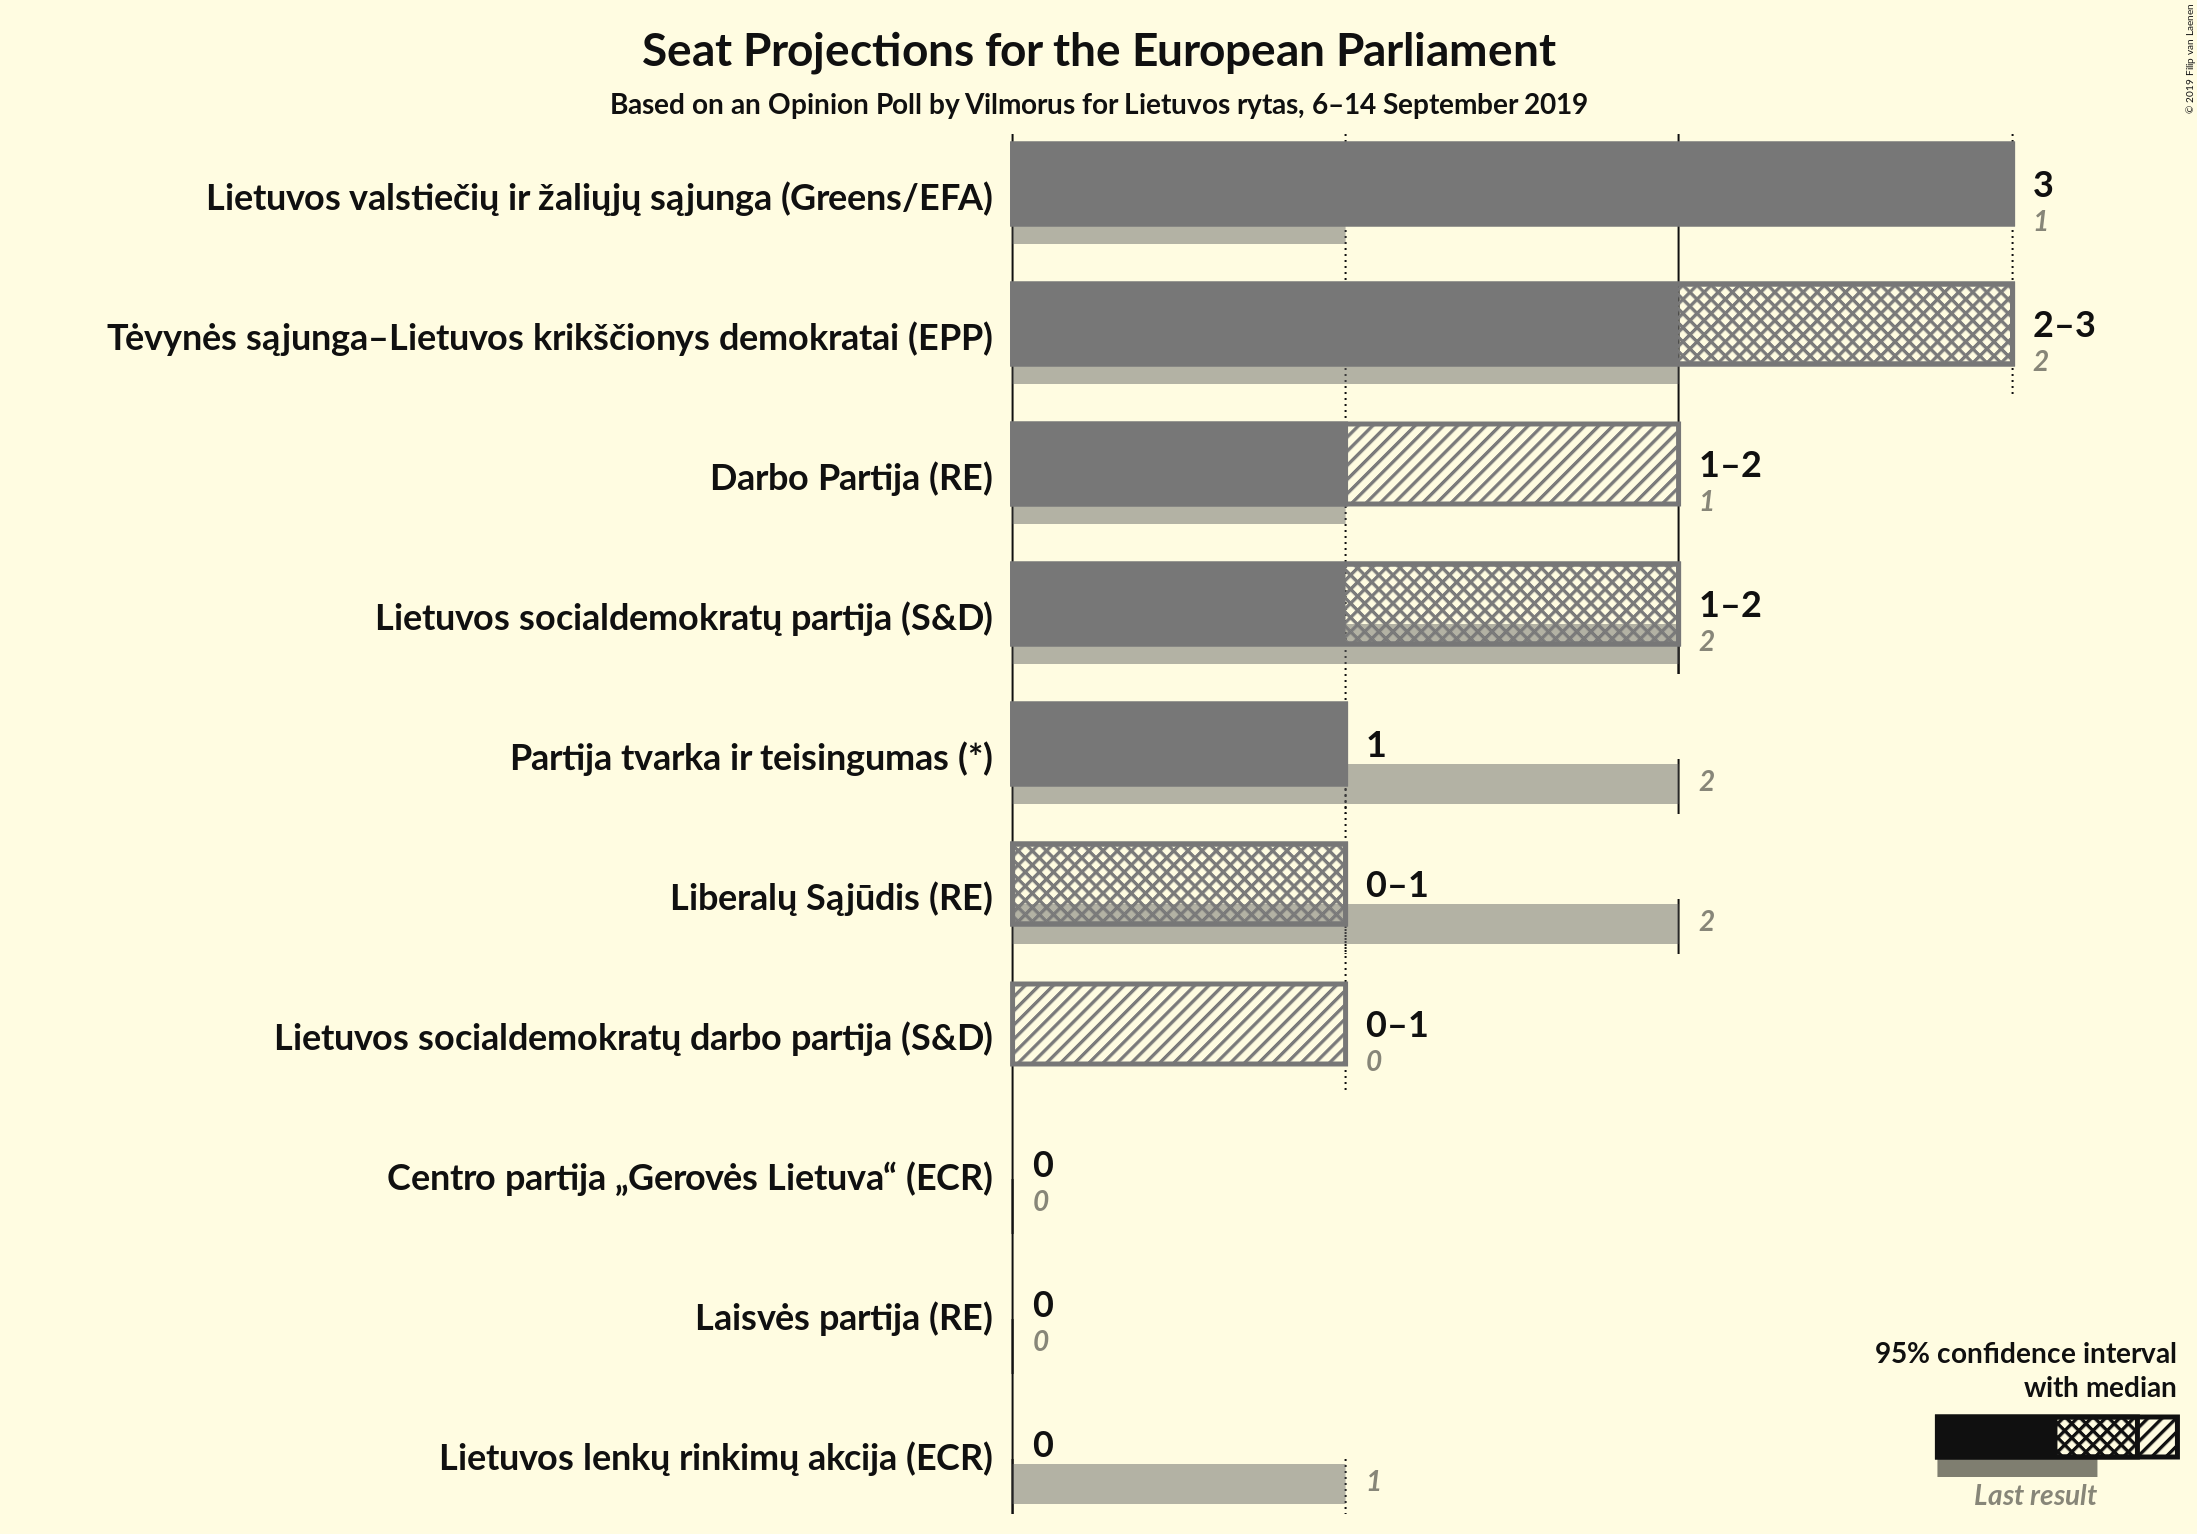 Seat Projections for the European Parliament
Based on an Opinion Poll by Vilmorus for Lietuvos rytas, 6–14 September 2019
© 2019 Filip van Laenen
Lietuvos valstiečių ir žaliųjų sąjunga (Greens/EFA)
3
1
Tėvynės sąjunga–Lietuvos krikščionys demokratai (EPP)
2–3
2
Darbo Partija (RE)
1–2
1
Lietuvos socialdemokratų partija (S&D)
1–2
2
Partija tvarka ir teisingumas (*)
1
2
Liberalų Sąjūdis (RE)
0–1
2
Lietuvos socialdemokratų darbo partija (S&D)
0–1
0
Centro partija „Gerovės Lietuva“ (ECR)
0
0
Laisvės partija (RE)
0
0
Lietuvos lenkų rinkimų akcija (ECR)
0
1
95% confidence interval
with median
Last result